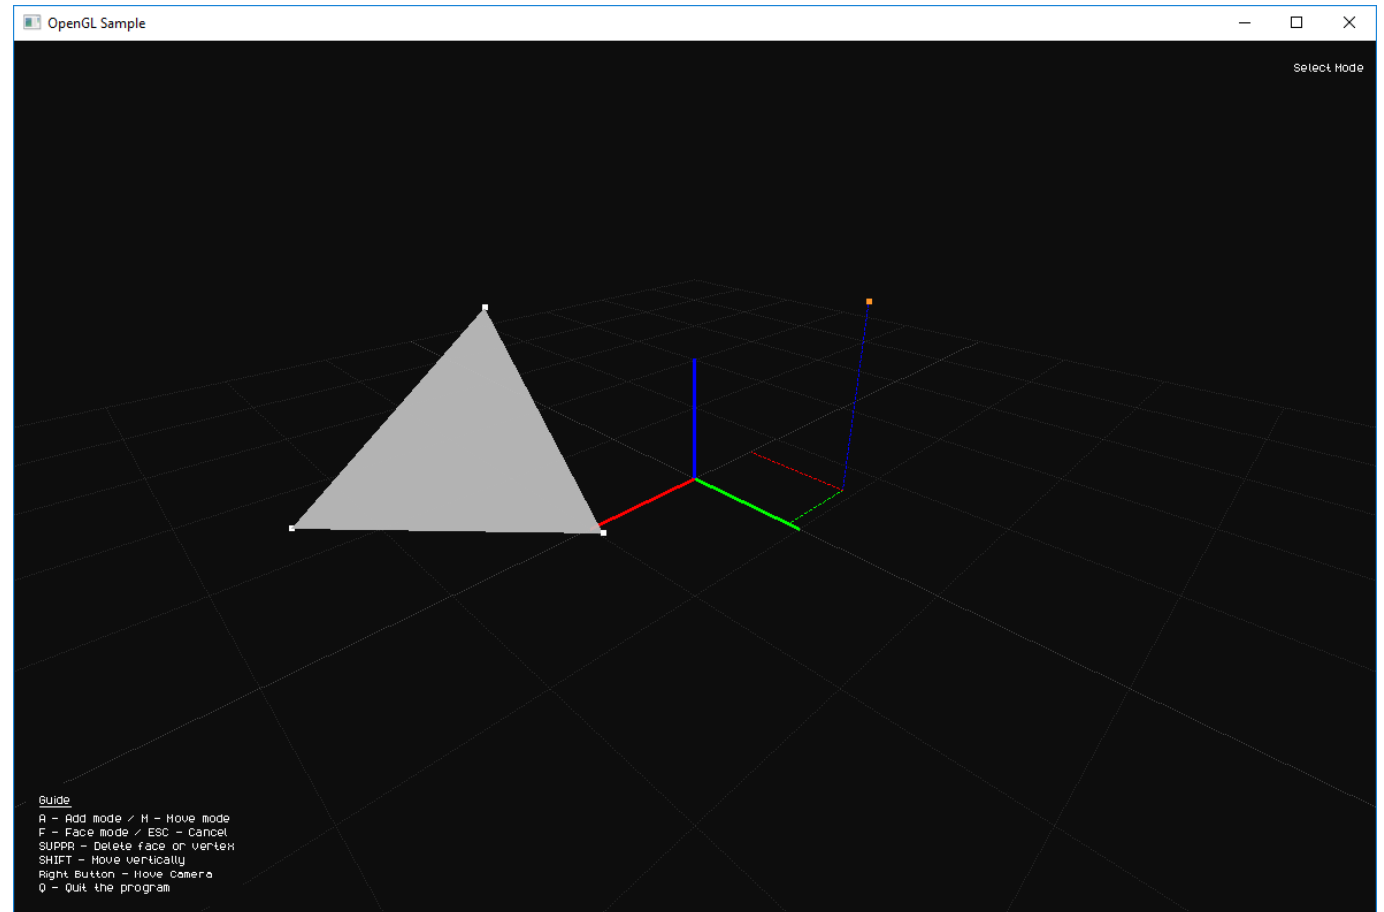 OpenGL Sample
Select Mode
Guide
A - Add mode / M - Move mode
F - Face mode / ESC - Cancel
SUPPR - Delete face or vertex
SHIFT - Move vertically
Right Button - Move Camera
Q - Quit the program